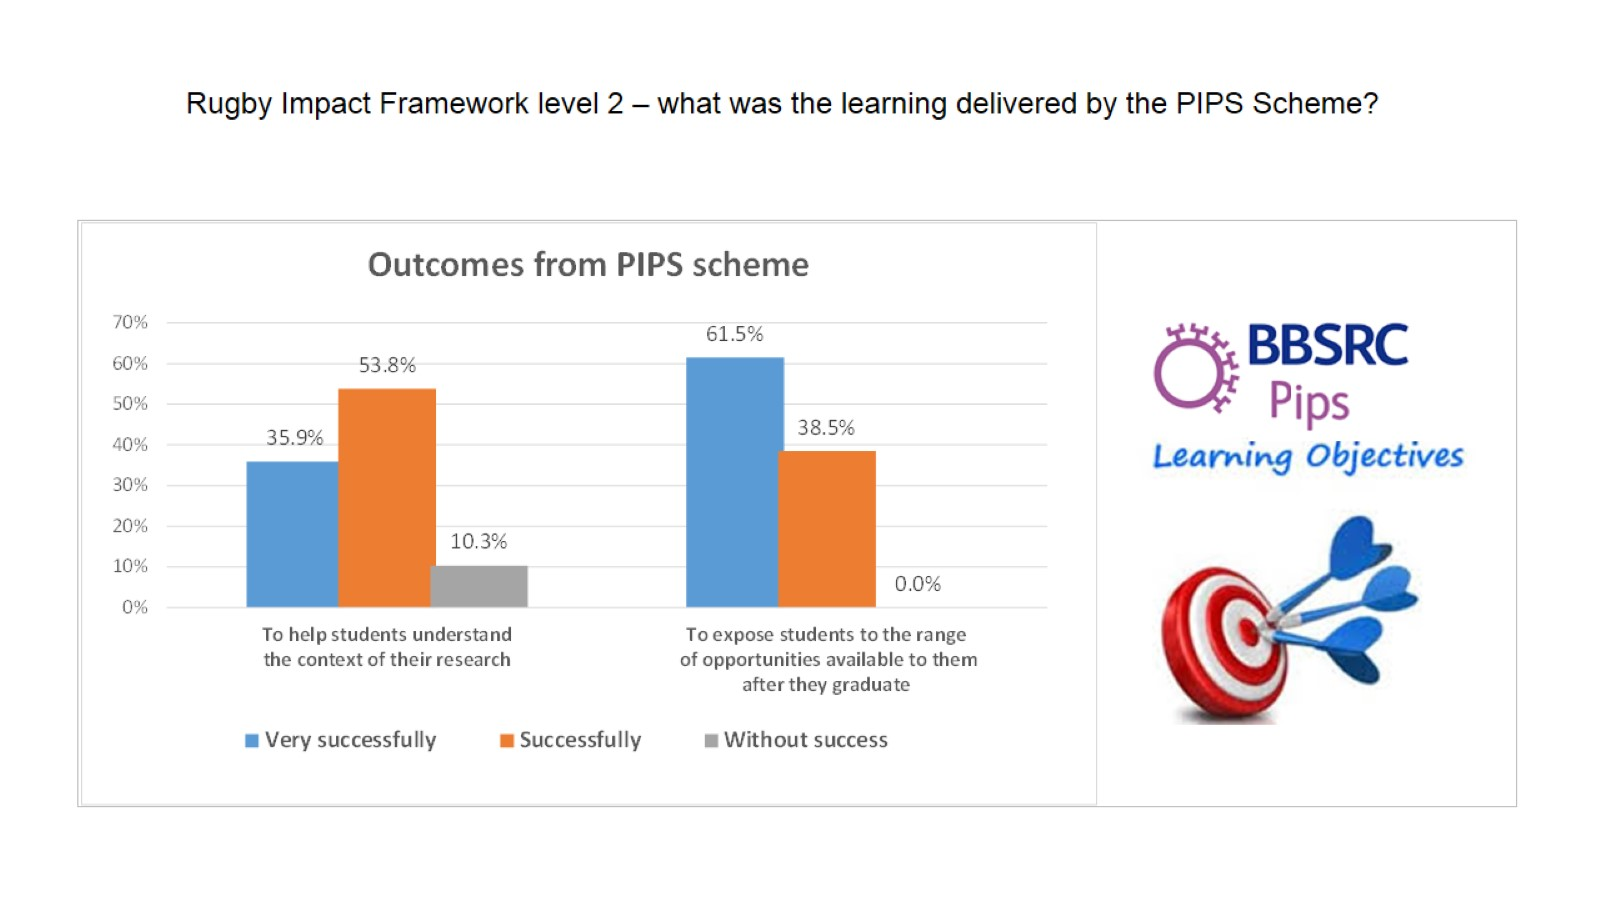 Rugby Impact Framework level 2 – what was the learning delivered by the PIPS Scheme?
Outcomes from PIPS scheme
70%
60%
50%
40%
30%
20%
10%
0%
35.9%
53.8%
10.3%
61.5%
38.5%
0.0%
To help students understand
the context of their research
To expose students to the range
of opportunities available to them
after they graduate
Very successfully
Successfully
Without success
BBSRC
Pips
Learning Objectives